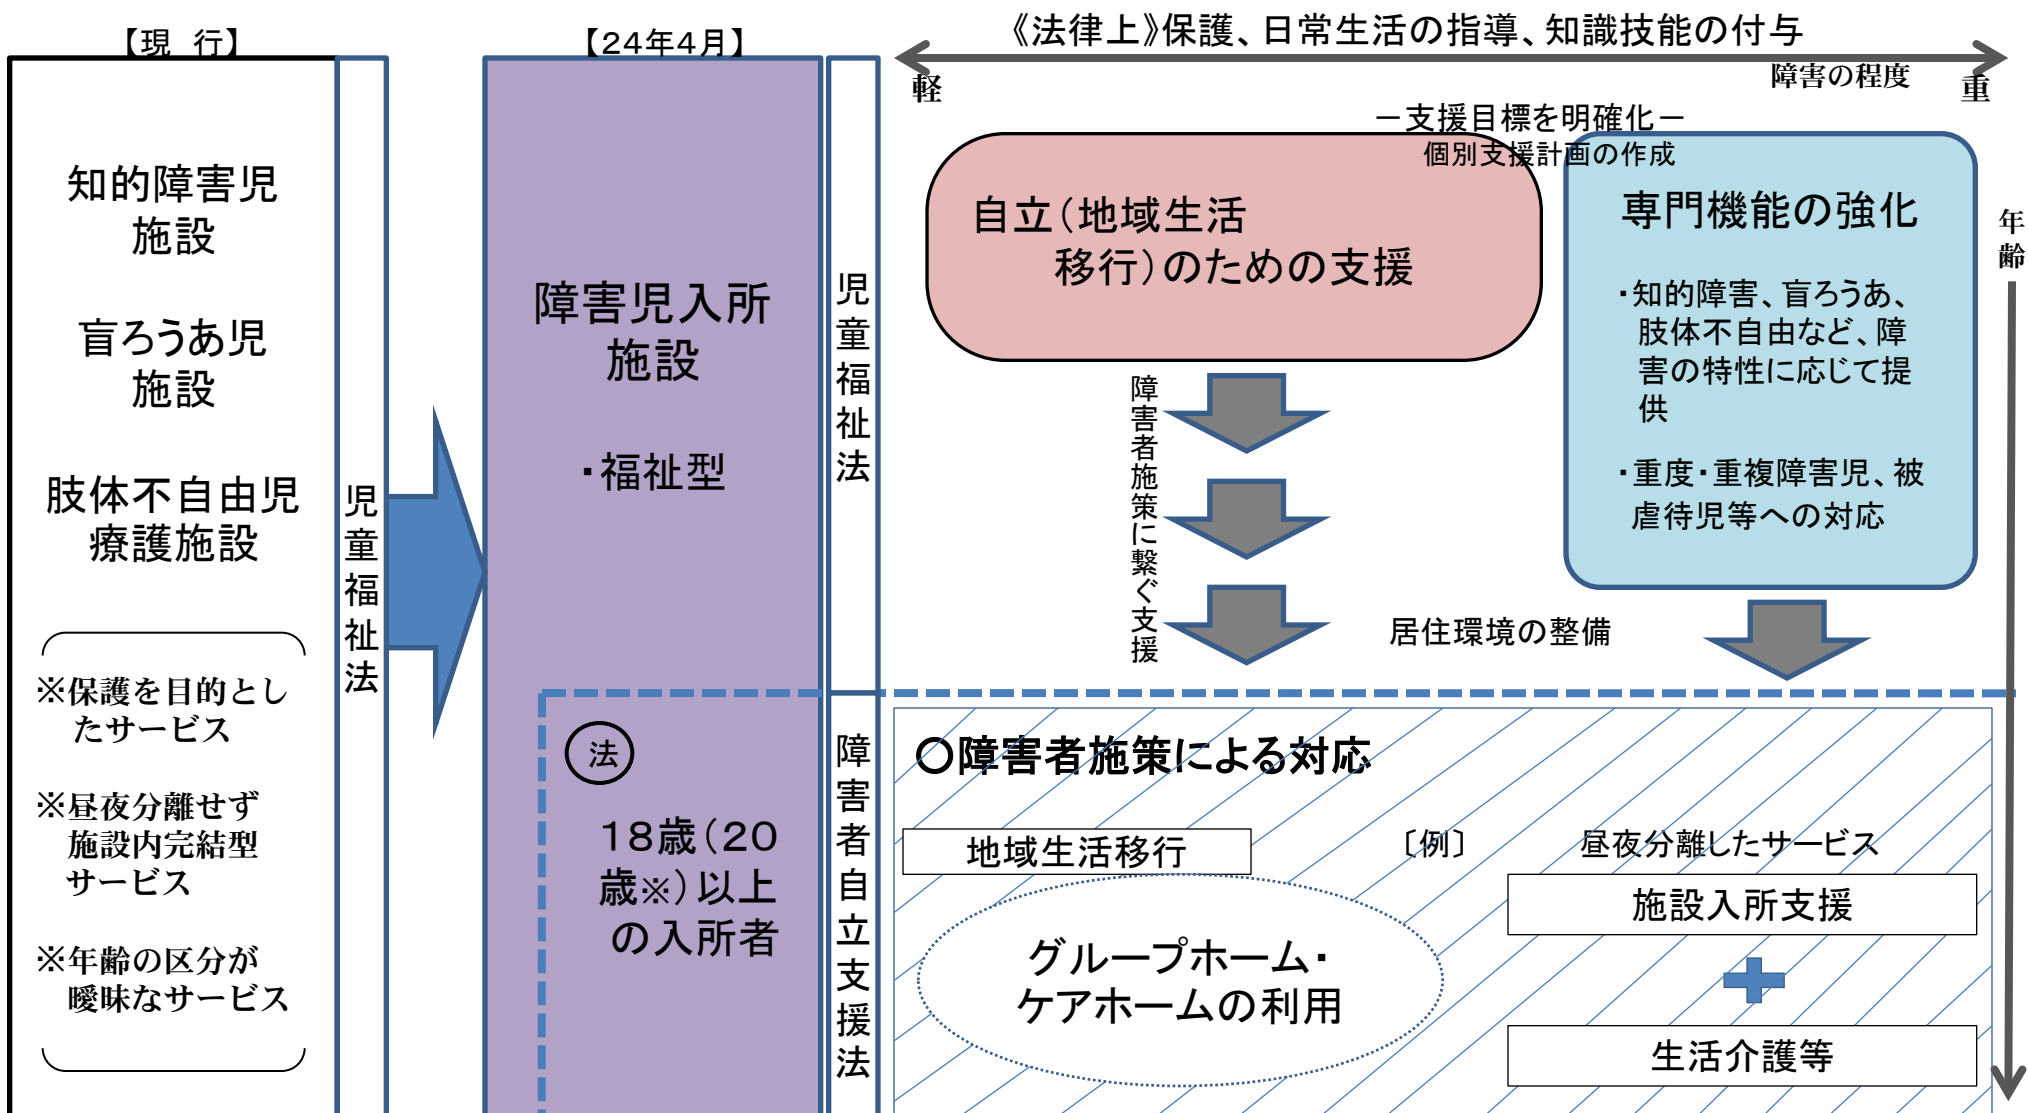 【現　行】
知的障害児
施設
盲ろうあ児
施設
肢体不自由児
療護施設
※保護を目的とし
たサービス
※昼夜分離せず
施設内完結型
サービス
※年齢の区分が
曖昧なサービス
児童福祉法
【24年4月】
障害児入所
施設
・福祉型
法
18歳(20
歳※)以上
の入所者
児童福祉法
障害者自立支援法
《法律上》保護、日常生活の指導、知識技能の付与
軽
障害の程度
重
－支援目標を明確化－
個別支援計画の作成
自立(地域生活
移行)のための支援
専門機能の強化
・知的障害、盲ろうあ、
肢体不自由など、障
害の特性に応じて提
供
・重度・重複障害児、被
虐待児等への対応
年齢
障害者施策に繋ぐ支援
居住環境の整備
○障害者施策による対応
地域生活移行
〔例〕
昼夜分離したサービス
グループホーム・
ケアホームの利用
施設入所支援
生活介護等